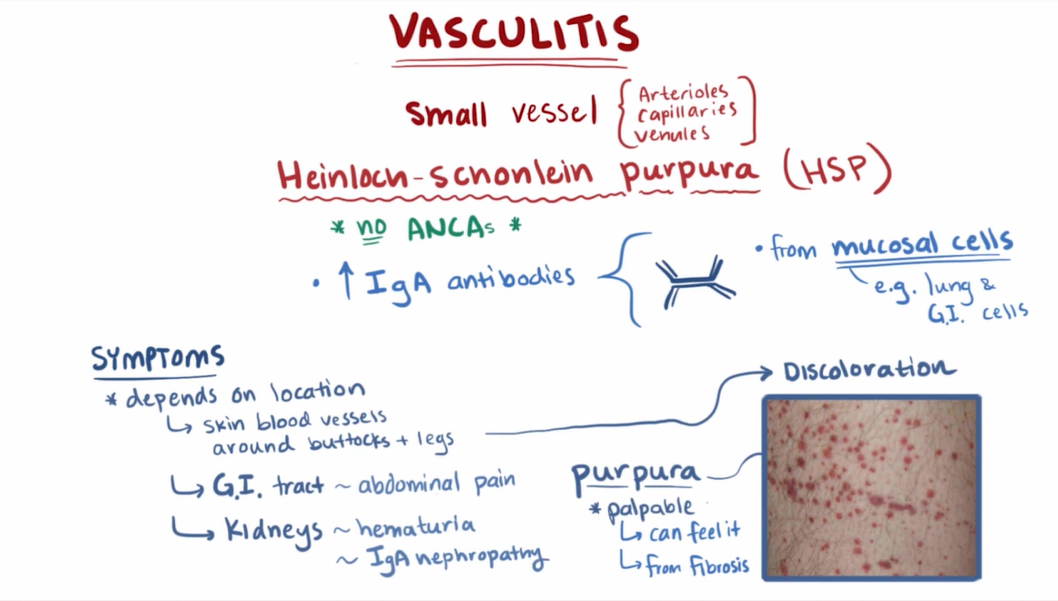 VASCULITIS
small vessel
Arterioles
capillaries
venules
Heinloch-schonlein purpura (HSP)
* no ANCAs *
• ↑ IgA antibodies
• from mucosal cells
e.g. lung &
G.I. cells
SYMPTOMS
* depends on location
↳ skin blood vessels
around buttocks + legs
↳ G.I. tract ~ abdominal pain
↳ Kidneys ~ hematuria
~ IgA nephropathy
Discoloration
purpura
* palpable
↳ can feel it
↳ from fibrosis